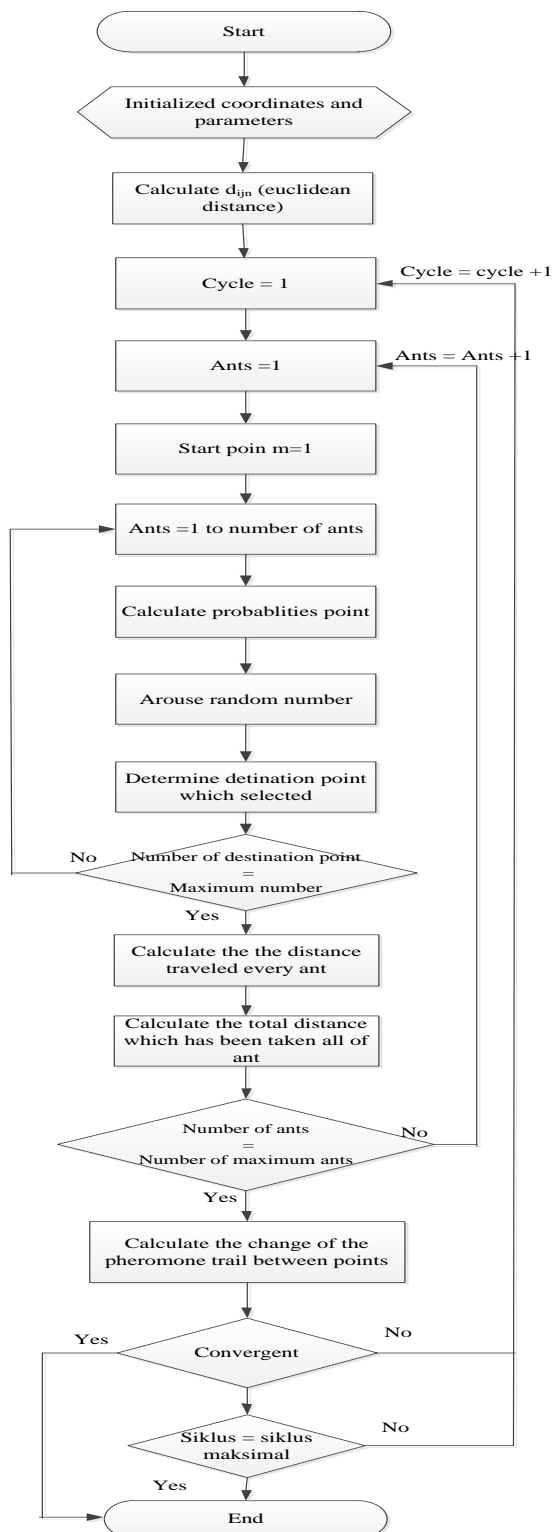 Start
Initialized coordinates and
parameters
Calculate dijn (euclidean
distance)
Cycle = cycle +1
Cycle = 1
Ants = Ants +1
Ants =1
Start poin m=1
Ants =1 to number of ants
Calculate probablities point
Arouse random number
Determine detination point
which selected
No
Number of destination point
=
Maximum number
Yes
Calculate the the distance
traveled every ant
Calculate the total distance
which has been taken all of
ant
Number of ants
=
Number of maximum ants
No
Yes
Calculate the change of the
pheromone trail between points
Yes
No
Convergent
No
Siklus = siklus
maksimal
Yes
End